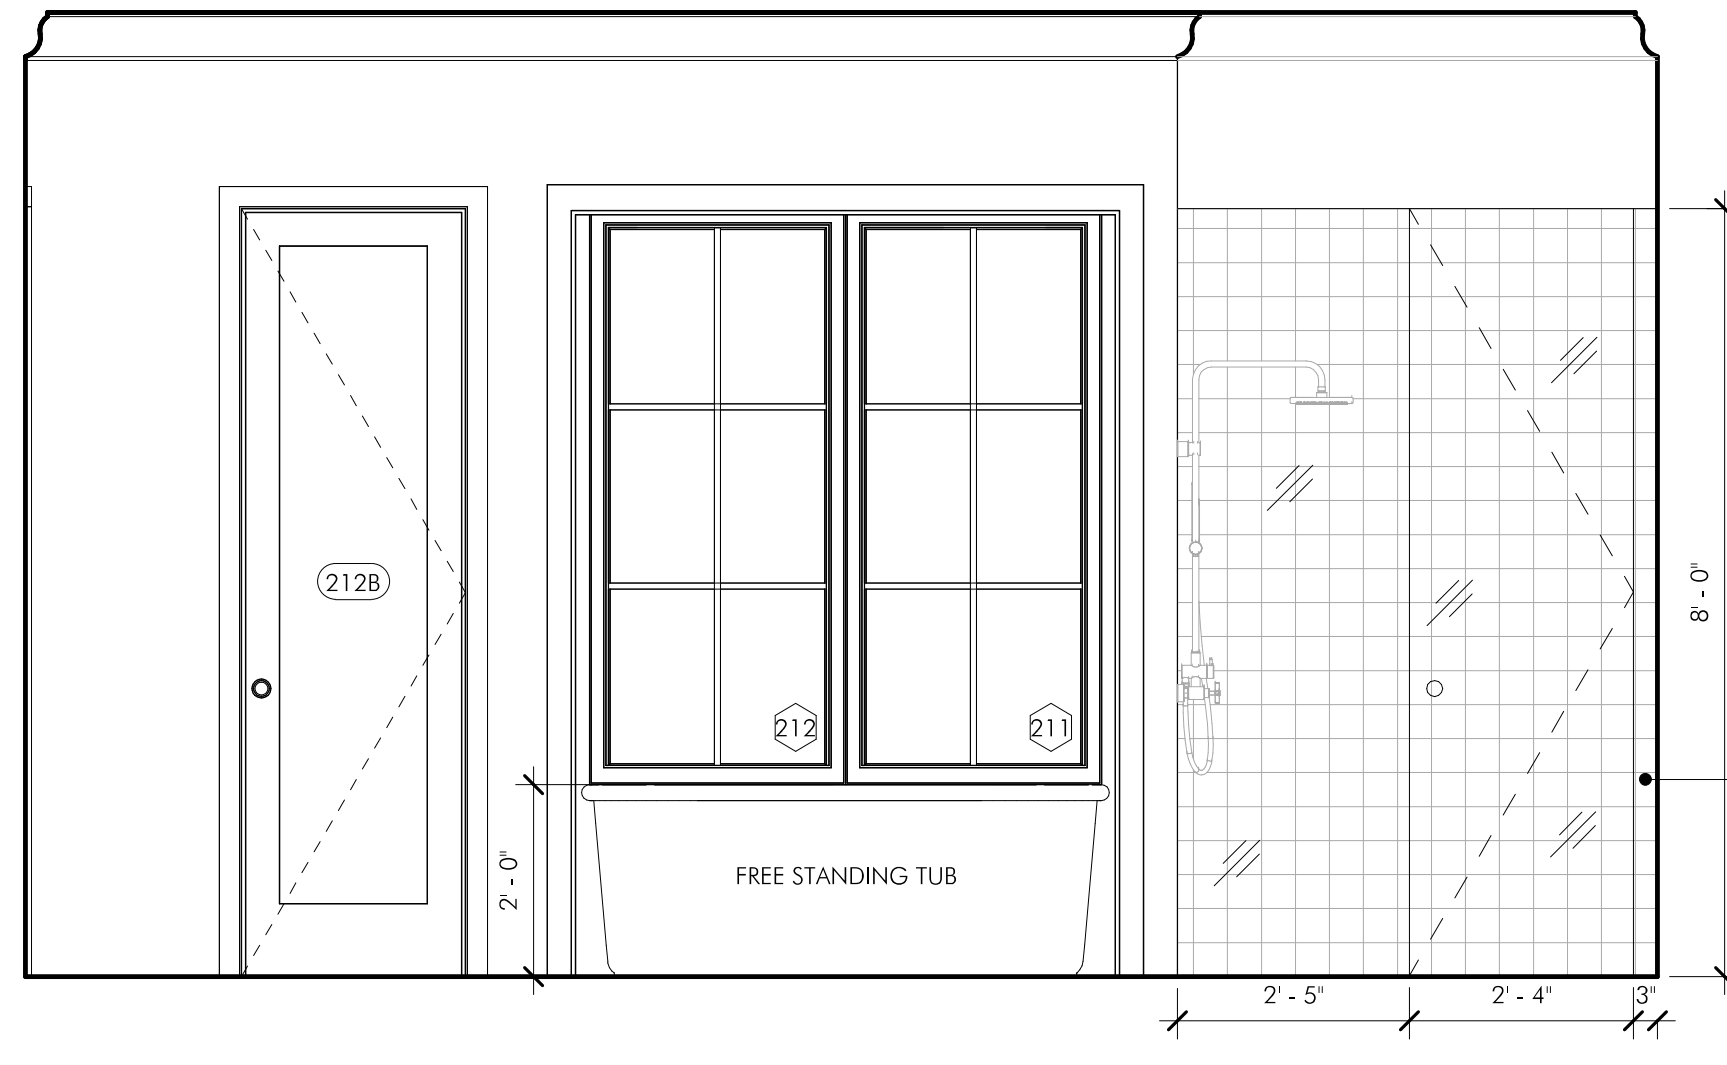 212B
212
211
FREE STANDING TUB
2' - 0"
8' - 0"
2' - 5"
2' - 4"
3"